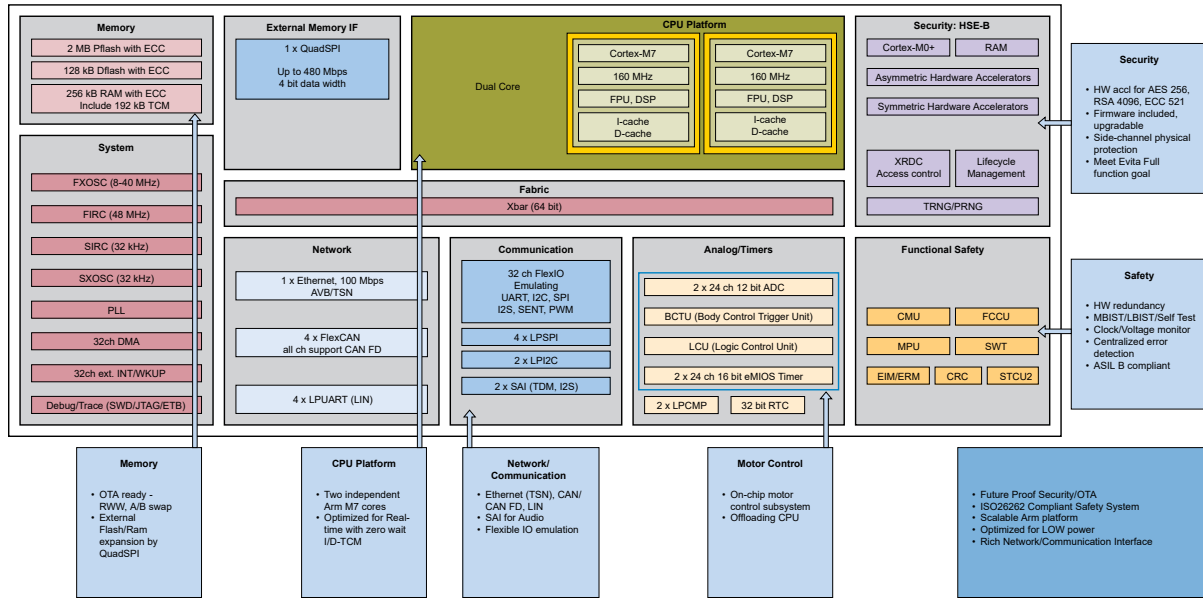 Memory
2 MB Pflash with ECC
128 kB Dflash with ECC
256 kB RAM with ECC
Include 192 kB TCM
External Memory IF
1 x QuadSPI
Up to 480 Mbps
4 bit data width
CPU Platform
Dual Core
Cortex-M7
160 MHz
FPU, DSP
I-cache
D-cache
Cortex-M7
160 MHz
FPU, DSP
I-cache
D-cache
Security: HSE-B
Cortex-M0+
RAM
Asymmetric Hardware Accelerators
Symmetric Hardware Accelerators
XRDC
Access control
Lifecycle
Management
TRNG/PRNG
Security
• HW accl for AES 256,
RSA 4096, ECC 521
• Firmware included,
upgradable
• Side-channel physical
protection
• Meet Evita Full
function goal
System
FXOSC (8-40 MHz)
FIRC (48 MHz)
SIRC (32 kHz)
SXOSC (32 kHz)
PLL
32ch DMA
32ch ext. INT/WKUP
Debug/Trace (SWD/JTAG/ETB)
Fabric
Xbar (64 bit)
Network
1 x Ethernet, 100 Mbps
AVB/TSN
4 x FlexCAN
all ch support CAN FD
4 x LPUART (LIN)
Communication
32 ch FlexIO
Emulating
UART, I2C, SPI
I2S, SENT, PWM
4 x LPSPI
2 x LPI2C
2 x SAI (TDM, I2S)
Analog/Timers
2 x 24 ch 12 bit ADC
BCTU (Body Control Trigger Unit)
LCU (Logic Control Unit)
2 x 24 ch 16 bit eMIOS Timer
2 x LPCMP
32 bit RTC
Functional Safety
CMU
FCCU
MPU
SWT
EIM/ERM
CRC
STCU2
Safety
• HW redundancy
• MBIST/LBIST/Self Test
• Clock/Voltage monitor
• Centralized error
detection
• ASIL B compliant
Memory
• OTA ready -
RWW, A/B swap
• External
Flash/Ram
expansion by
QuadSPI
CPU Platform
• Two independent
Arm M7 cores
• Optimized for Real-
time with zero wait
I/D-TCM
Network/
Communication
• Ethernet (TSN), CAN/
CAN FD, LIN
• SAI for Audio
• Flexible IO emulation
Motor Control
• On-chip motor
control subsystem
• Offloading CPU
• Future Proof Security/OTA
• ISO26262 Compliant Safety System
• Scalable Arm platform
• Optimized for LOW power
• Rich Network/Communication Interface